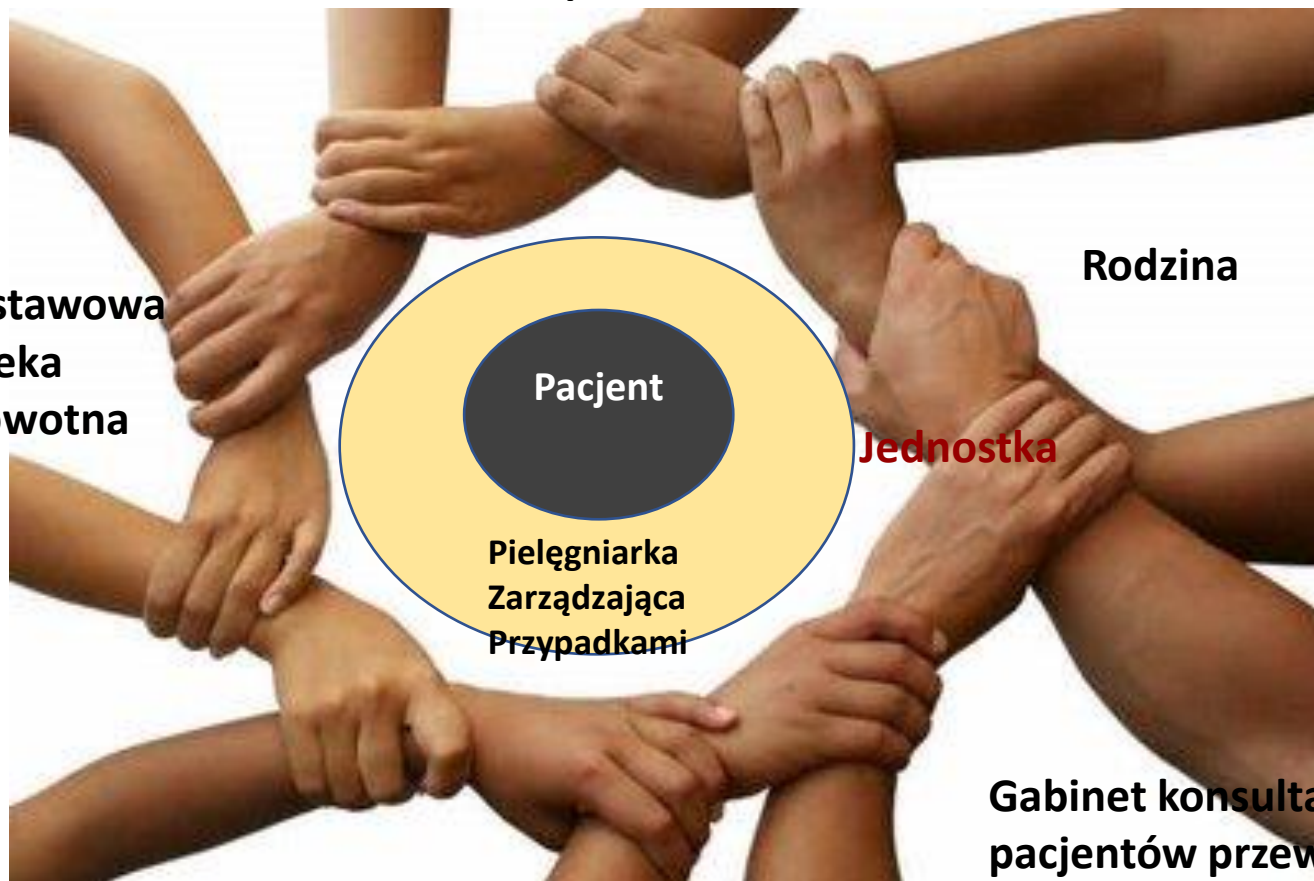 Rodzina
stawowa
eka
owotna
Pacjent
Jednostka
Pielęgniarka
Zarządzająca
Przypadkami
Gabinet konsulta
pacjentów przew